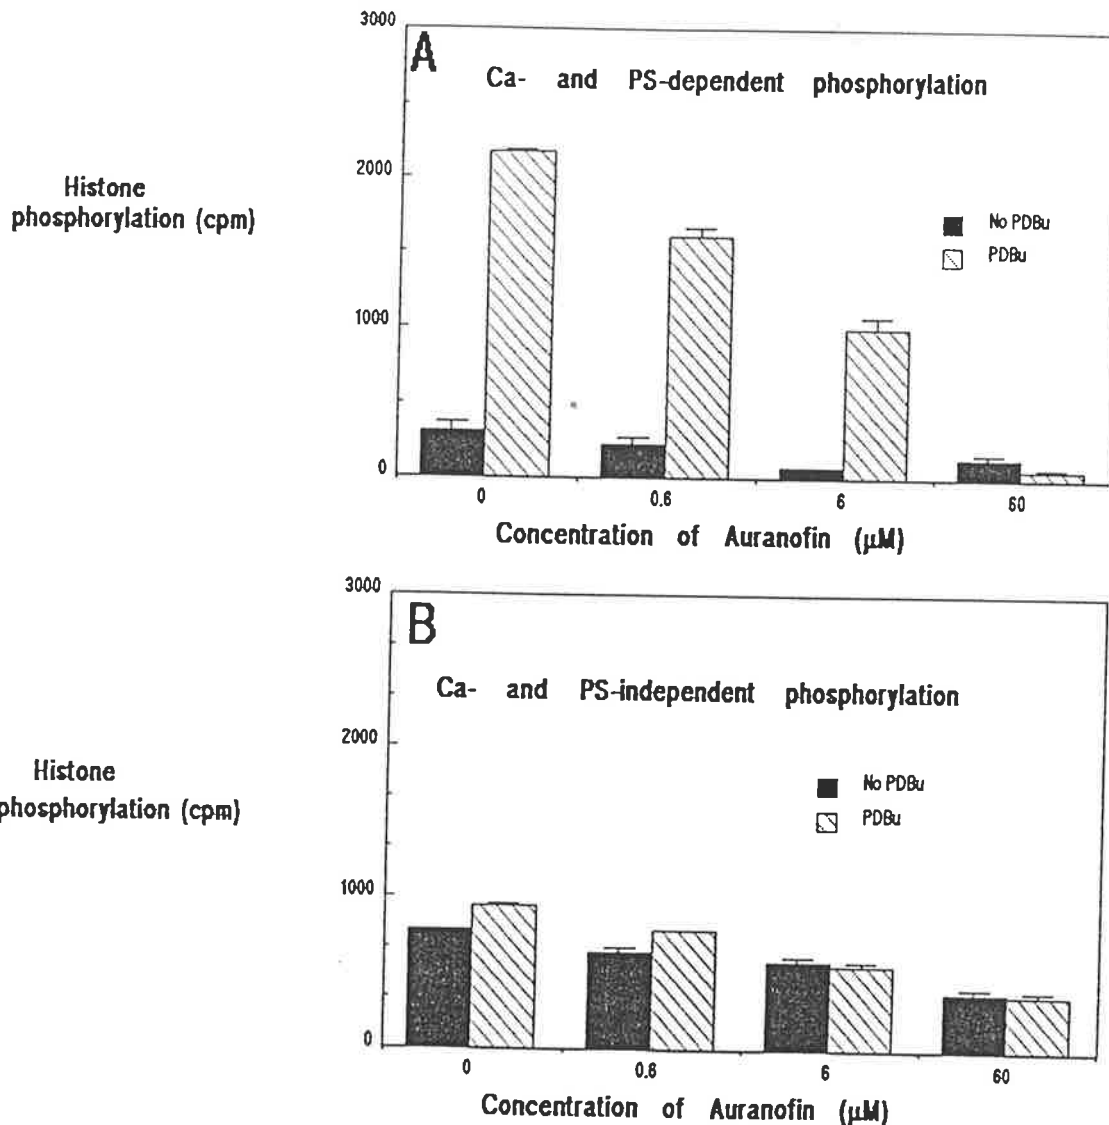 3000
A
Ca- and PS-dependent phosphorylation
2000
Histone
phosphorylation (cpm)
No PDBu
PDBu
1000
0
0 0.6 6 60
Concentration of Auranofin (µM)
3000
B
Ca- and PS-independent phosphorylation
2000
Histone
phosphorylation (cpm)
No PDBu
PDBu
1000
0
0 0.6 6 60
Concentration of Auranofin (µM)